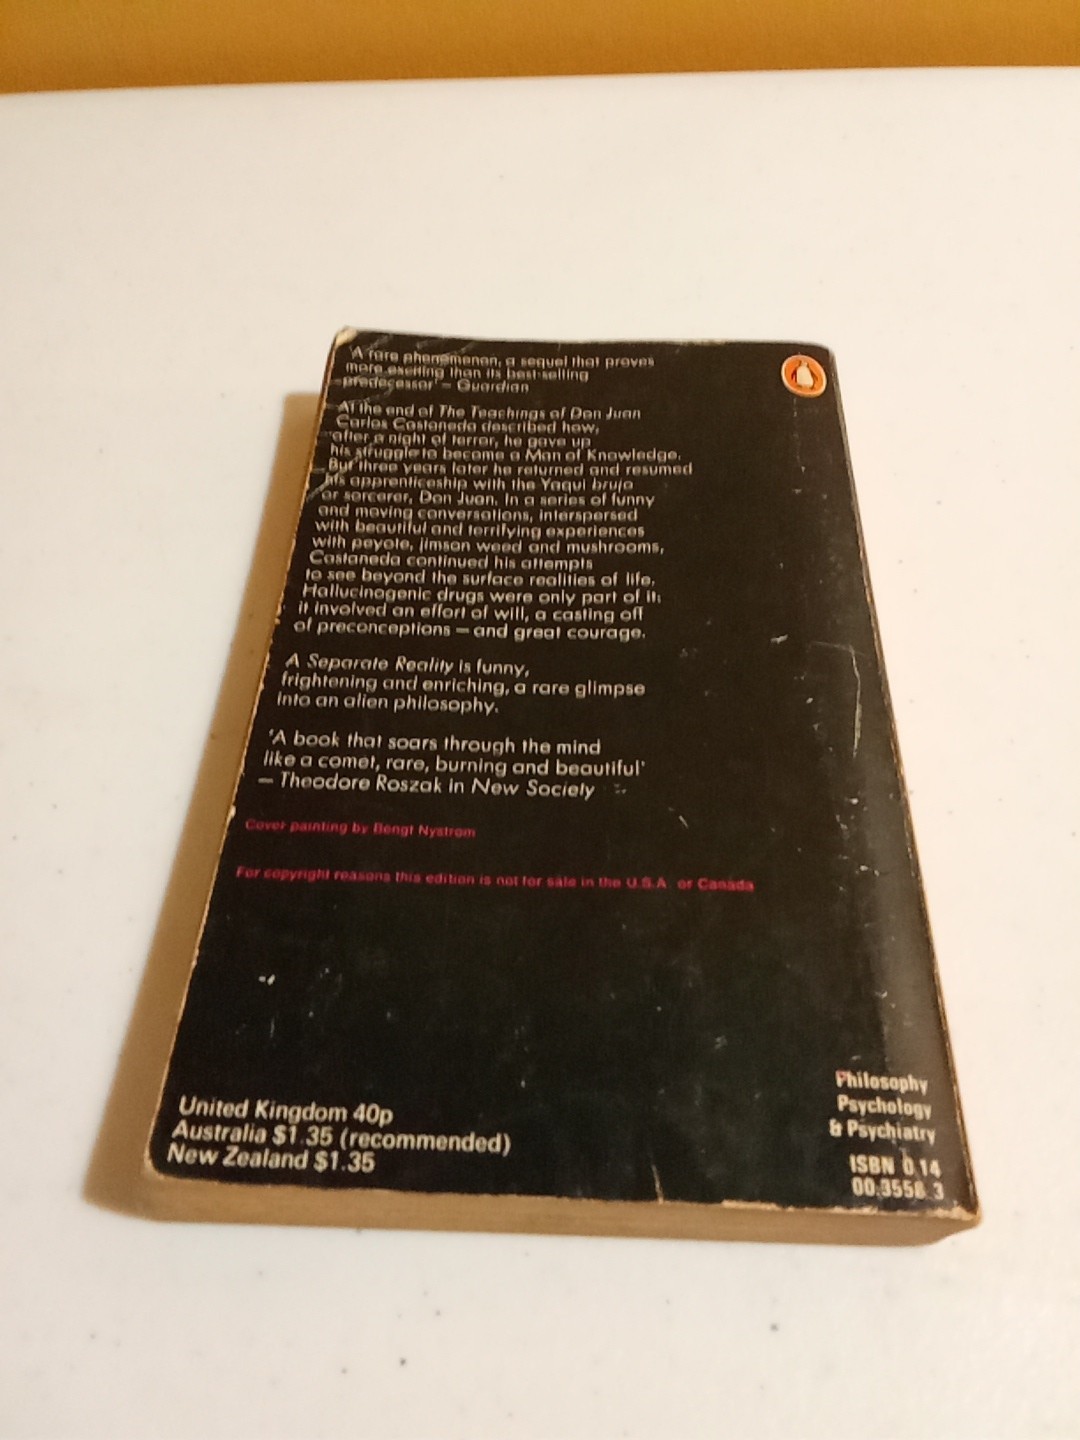 'A rare phenomenon, a sequel that proves
more exciting than its best-selling
predecessor' – Guardian
At the end of The Teachings of Don Juan
Carlos Castaneda described how,
after a night of terror, he gave up
his struggle to become a Man of Knowledge.
But three years later he returned and resumed
his apprenticeship with the Yaqui brujo
or sorcerer, Don Juan. In a series of funny
and moving conversations, interspersed
with beautiful and terrifying experiences
with peyote, jimson weed and mushrooms,
Castaneda continued his attempts
to see beyond the surface realities of life.
Hallucinogenic drugs were only part of it:
it involved an effort of will, a casting off
of preconceptions – and great courage.
A Separate Reality is funny,
frightening and enriching, a rare glimpse
into an alien philosophy.
'A book that soars through the mind
like a comet, rare, burning and beautiful'
– Theodore Roszak in New Society
Cover painting by Bengt Nystrom
For copyright reasons this edition is not for sale in the U.S.A. or Canada
United Kingdom 40p
Australia $1.35 (recommended)
New Zealand $1.35
Philosophy
Psychology
& Psychiatry
ISBN 0 14
00.3558 3